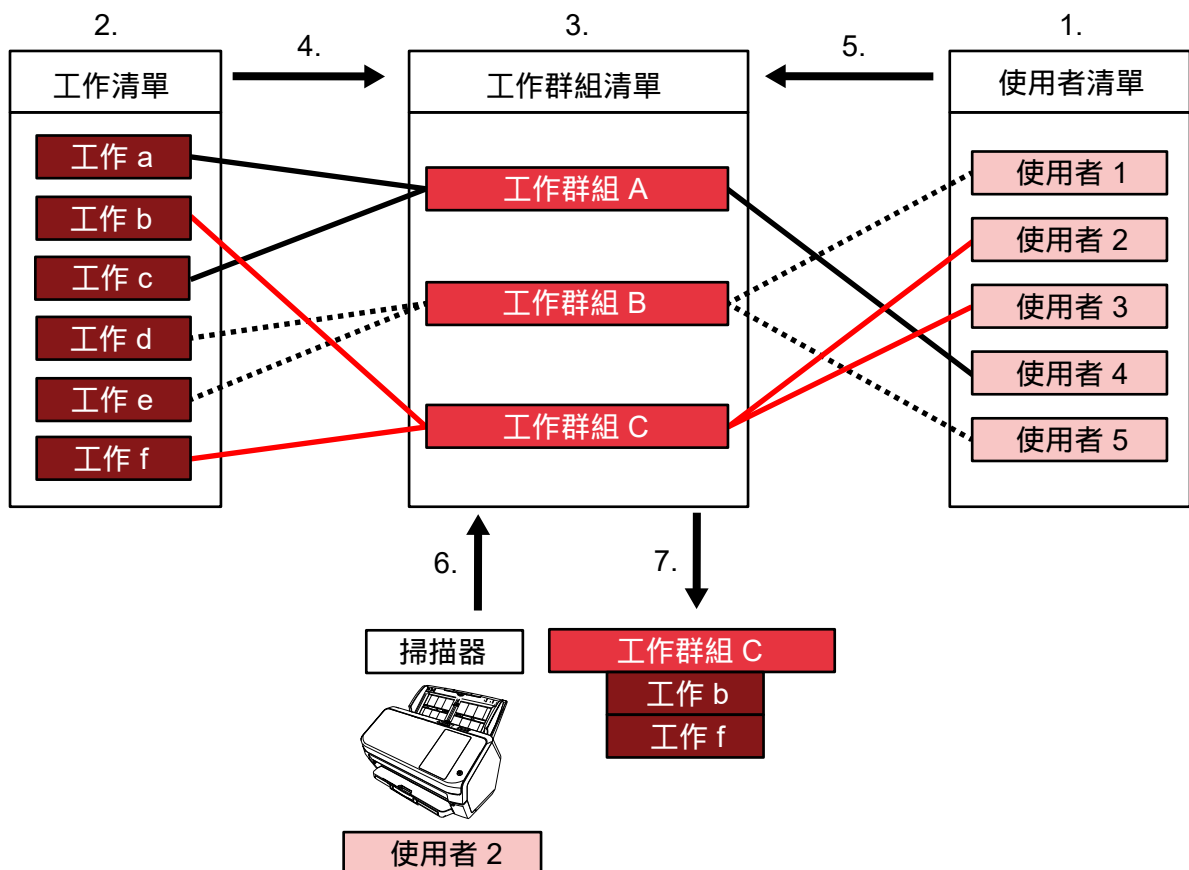 2.
4.
3.
5.
1.
工作清單
工作群組清單
使用者清單
工作 a
工作 b
工作 c
工作 d
工作 e
工作 f
工作群組 A
工作群組 B
工作群組 C
使用者 1
使用者 2
使用者 3
使用者 4
使用者 5
6.
7.
掃描器
使用者 2
工作群組 C
工作 b
工作 f